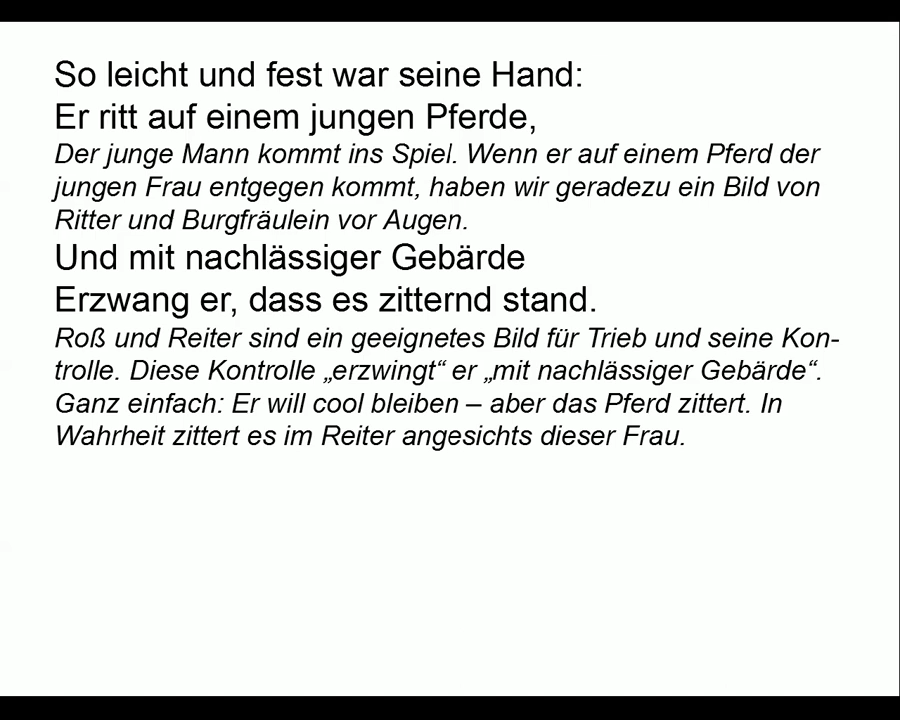 So leicht und fest war seine Hand:
Er ritt auf einem jungen Pferde,
Der junge Mann kommt ins Spiel. Wenn er auf einem Pferd der
jungen Frau entgegen kommt, haben wir geradezu ein Bild von
Ritter und Burgfräulein vor Augen.
Und mit nachlässiger Gebärde
Erzwang er, dass es zitternd stand.
Roß und Reiter sind ein geeignetes Bild für Trieb und seine Kon-
trolle. Diese Kontrolle „erzwingt“ er „mit nachlässiger Gebärde“.
Ganz einfach: Er will cool bleiben – aber das Pferd zittert. In
Wahrheit zittert es im Reiter angesichts dieser Frau.